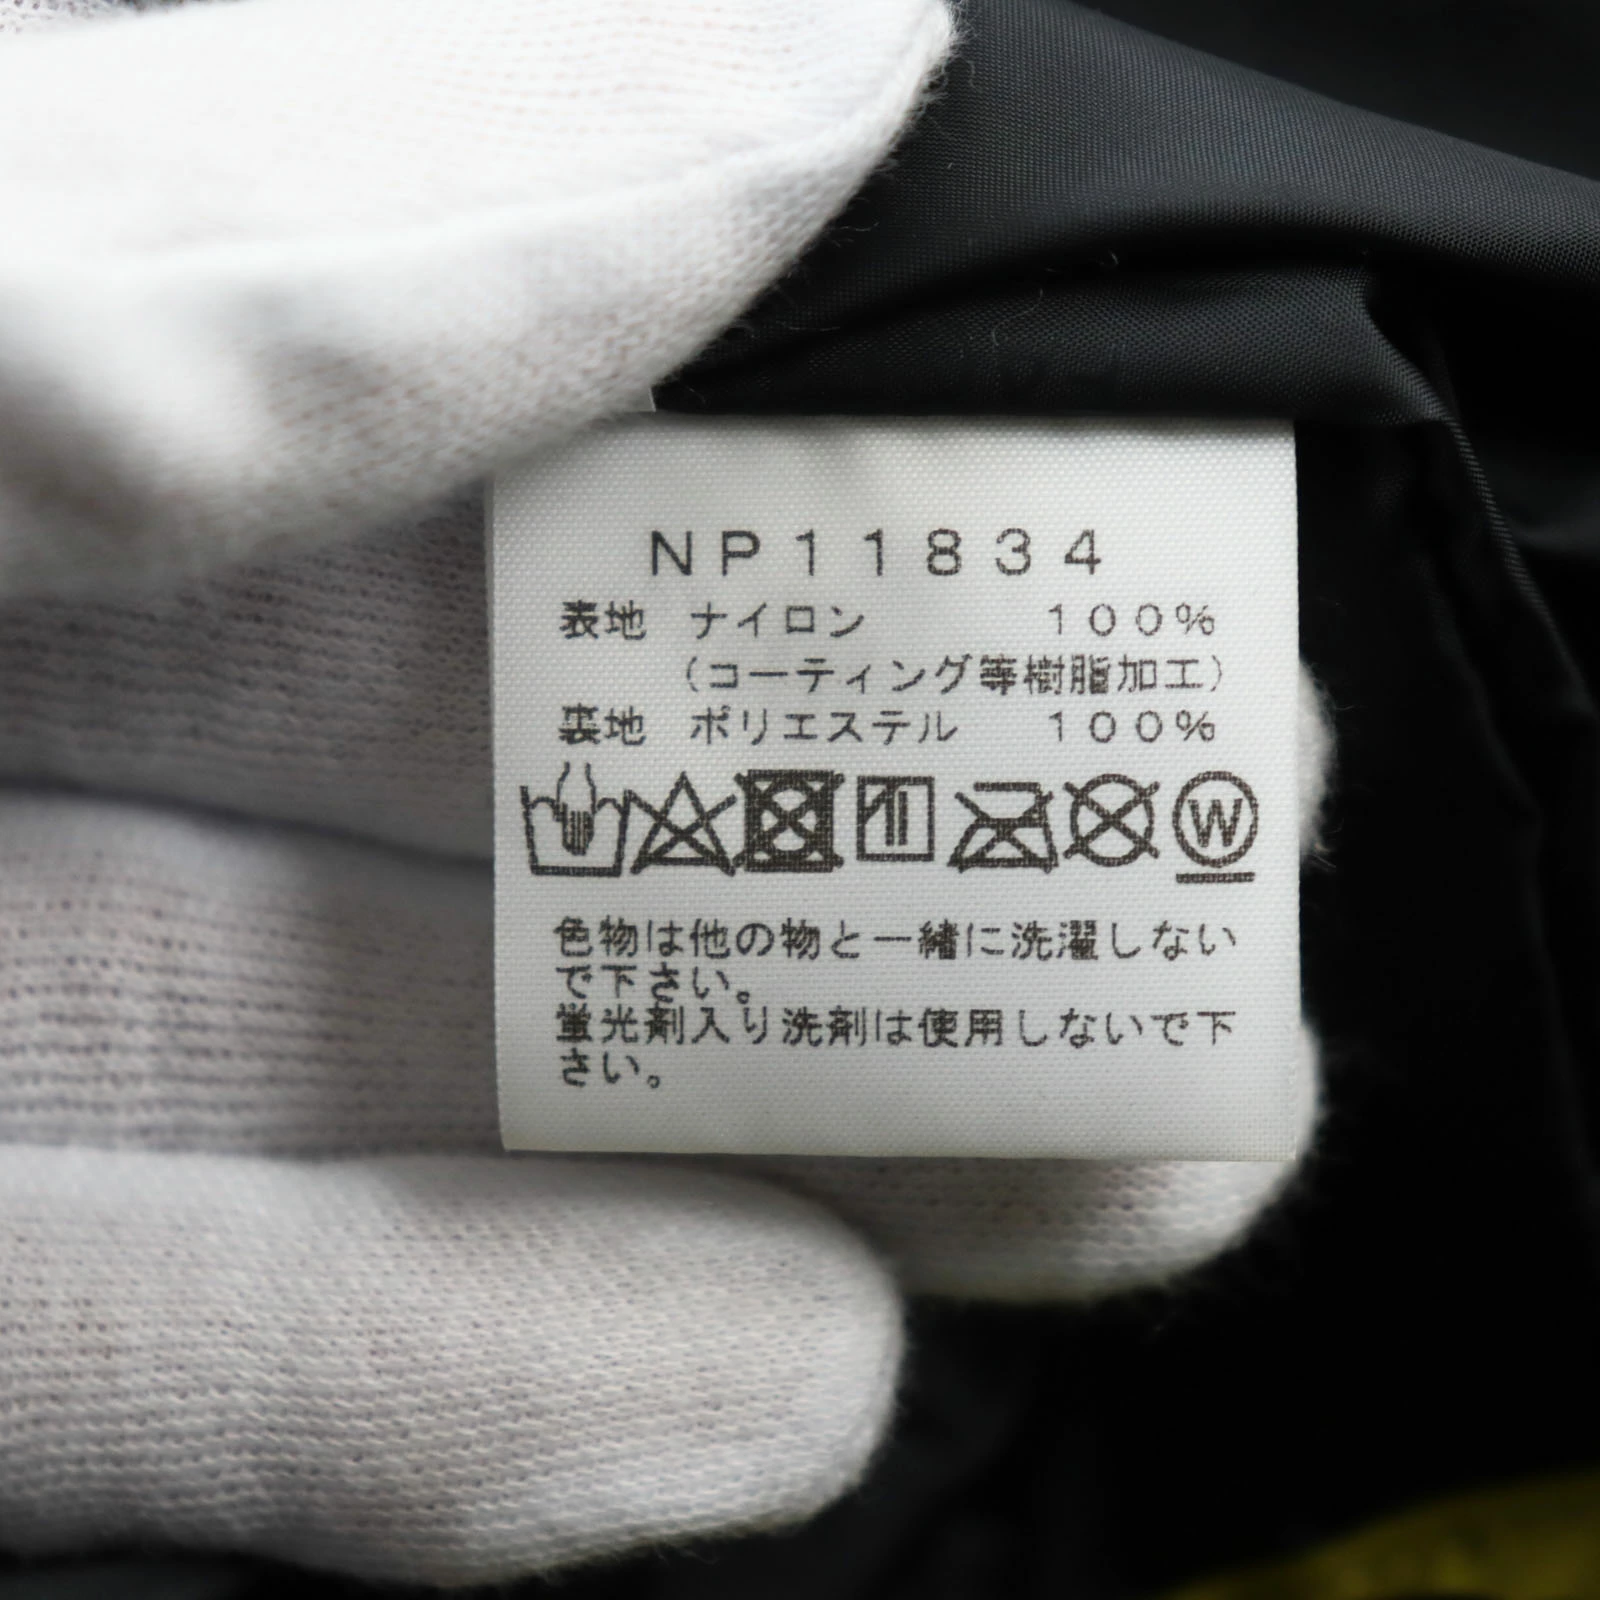 NP11834
表地 ナイロン 100%
(コーティング等樹脂加工)
裏地 ポリエステル 100%
W
色物は他の物と一緒に洗濯しない
で下さい。
蛍光剤入り洗剤は使用しないで下
さい。